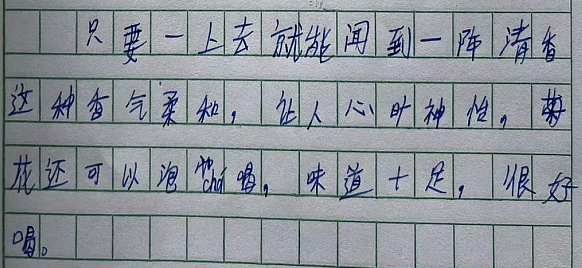 只要一上去就能闻到一阵清香
这种香气柔和，让人心旷神怡，菊
花还可以泡chá喝，味道十足，很好
喝。